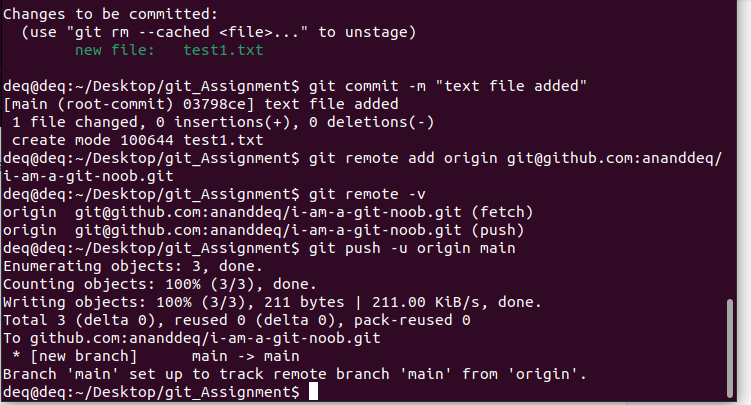 Changes to be committed:
  (use "git rm --cached <file>..." to unstage)
        new file:   test1.txt

deq@deq:~/Desktop/git_Assignment$ git commit -m "text file added"
[main (root-commit) 03798ce] text file added
 1 file changed, 0 insertions(+), 0 deletions(-)
 create mode 100644 test1.txt
deq@deq:~/Desktop/git_Assignment$ git remote add origin git@github.com:ananddeq/
i-am-a-git-noob.git
deq@deq:~/Desktop/git_Assignment$ git remote -v
origin  git@github.com:ananddeq/i-am-a-git-noob.git (fetch)
origin  git@github.com:ananddeq/i-am-a-git-noob.git (push)
deq@deq:~/Desktop/git_Assignment$ git push -u origin main
Enumerating objects: 3, done.
Counting objects: 100% (3/3), done.
Writing objects: 100% (3/3), 211 bytes | 211.00 KiB/s, done.
Total 3 (delta 0), reused 0 (delta 0), pack-reused 0
To github.com:ananddeq/i-am-a-git-noob.git
 * [new branch]      main -> main
Branch 'main' set up to track remote branch 'main' from 'origin'.
deq@deq:~/Desktop/git_Assignment$